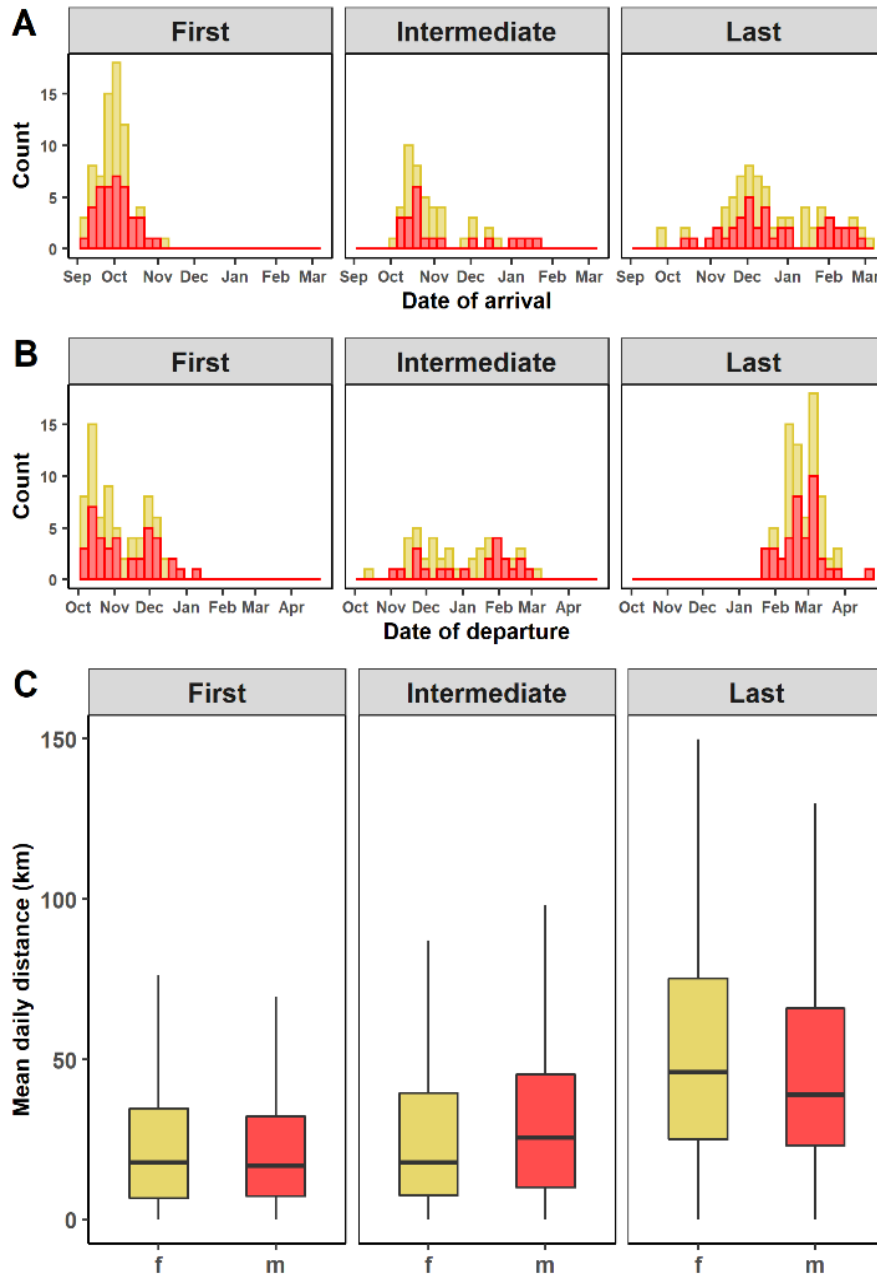 A
First Intermediate Last
Count
15
10
5
0
Sep Oct Nov Dec Jan Feb Mar Sep Oct Nov Dec Jan Feb Mar Sep Oct Nov Dec Jan Feb Mar
Date of arrival
B
First Intermediate Last
Count
15
10
5
0
Oct Nov Dec Jan Feb Mar Apr Oct Nov Dec Jan Feb Mar Apr Oct Nov Dec Jan Feb Mar Apr
Date of departure
C
First Intermediate Last
Mean daily distance (km)
150
100
50
0
f m f m f m